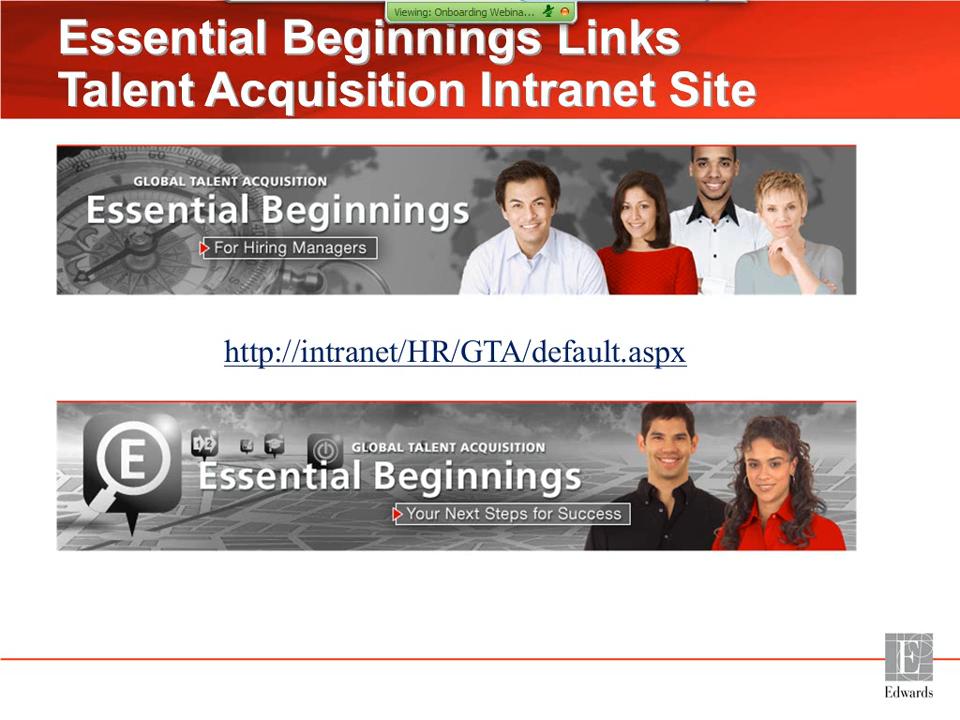 Viewing: Onboarding Webina...
Essential Beginnings Links
Talent Acquisition Intranet Site
GLOBAL TALENT ACQUISITION
Essential Beginnings
For Hiring Managers
http://intranet/HR/GTA/default.aspx
E
GLOBAL TALENT ACQUISITION
Essential Beginnings
Your Next Steps for Success
E
Edwards